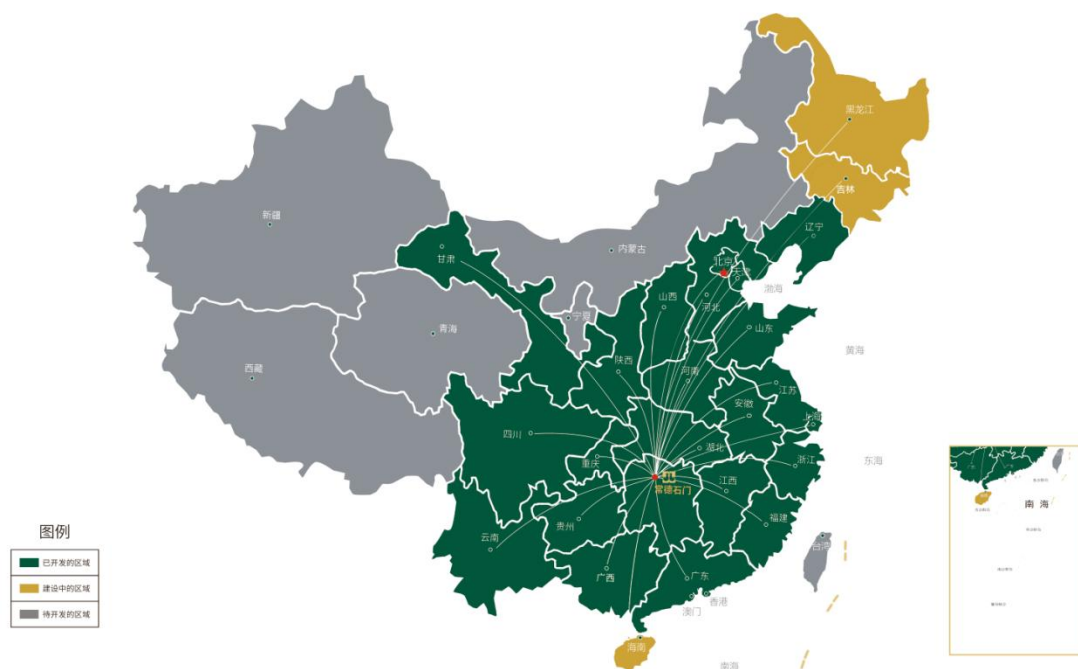 黑龙江
吉林
辽宁
新疆
内蒙古
甘肃
北京
天津
渤海
山西
河北
宁夏
青海
山东
黄海
西藏
陕西
河南
江苏
安徽
上海
四川
湖北
重庆
浙江
东海
常德石门
江西
贵州
福建
云南
台湾
广西
广东
香港
澳门
海南
南海
图例
已开发的区域
建设中的区域
待开发的区域
南 海